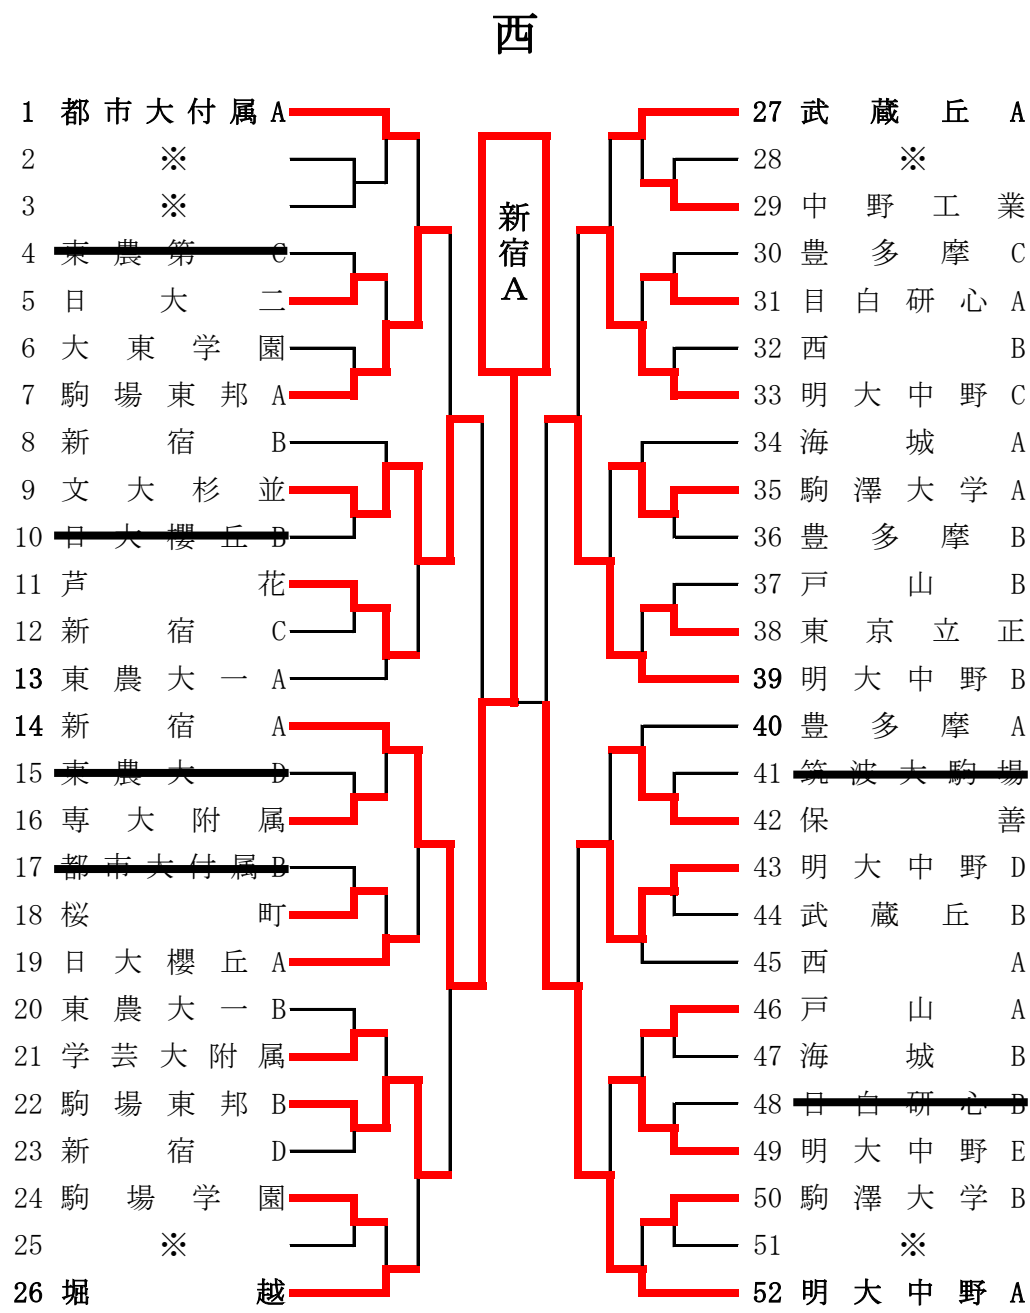 西
1 都市大付属A
2 ※
3 ※
4 東農第一C
5 日大二
6 大東学園
7 駒場東邦A
8 新宿B
9 文大杉並
10 日大櫻丘B
11 芦花
12 新宿C
13 東農大一A
14 新宿A
15 東農大一D
16 専大附属
17 都市大付属B
18 桜町
19 日大櫻丘A
20 東農大一B
21 学芸大附属
22 駒場東邦B
23 新宿D
24 駒場学園
25 ※
26 堀越
新宿A
27 武蔵丘A
28 ※
29 中野工業
30 豊多摩C
31 目白研心A
32 西B
33 明大中野C
34 海城A
35 駒澤大学A
36 豊多摩B
37 戸山B
38 東京立正
39 明大中野B
40 豊多摩A
41 筑波大駒場
42 保善
43 明大中野D
44 武蔵丘B
45 西A
46 戸山A
47 海城B
48 目白研心B
49 明大中野E
50 駒澤大学B
51 ※
52 明大中野A